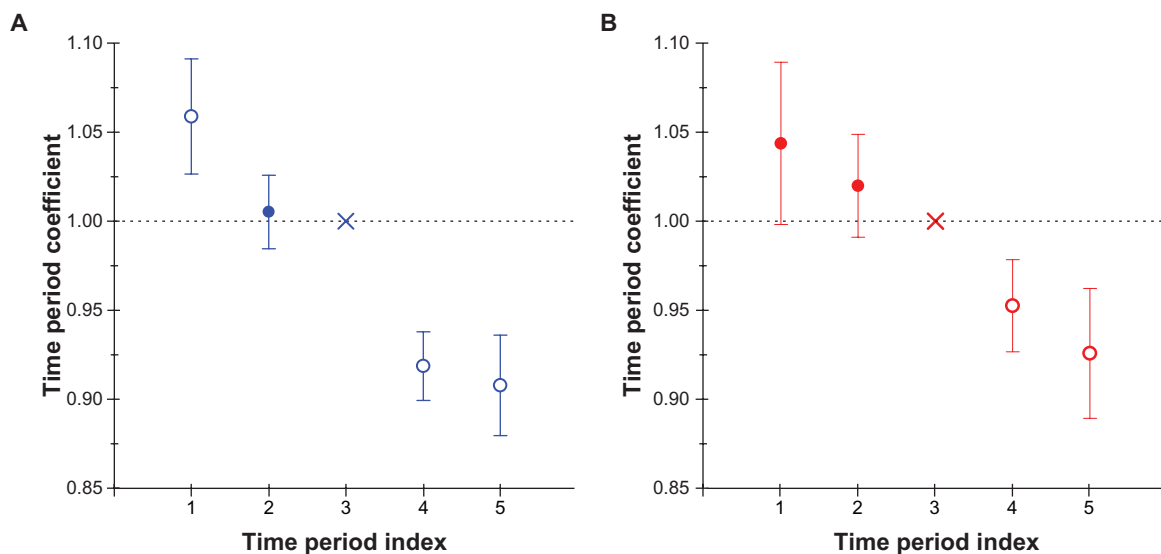 A
Time period coefficient
1.10
1.05
1.00
0.95
0.90
0.85
1 2 3 4 5
Time period index
B
Time period coefficient
1.10
1.05
1.00
0.95
0.90
0.85
1 2 3 4 5
Time period index